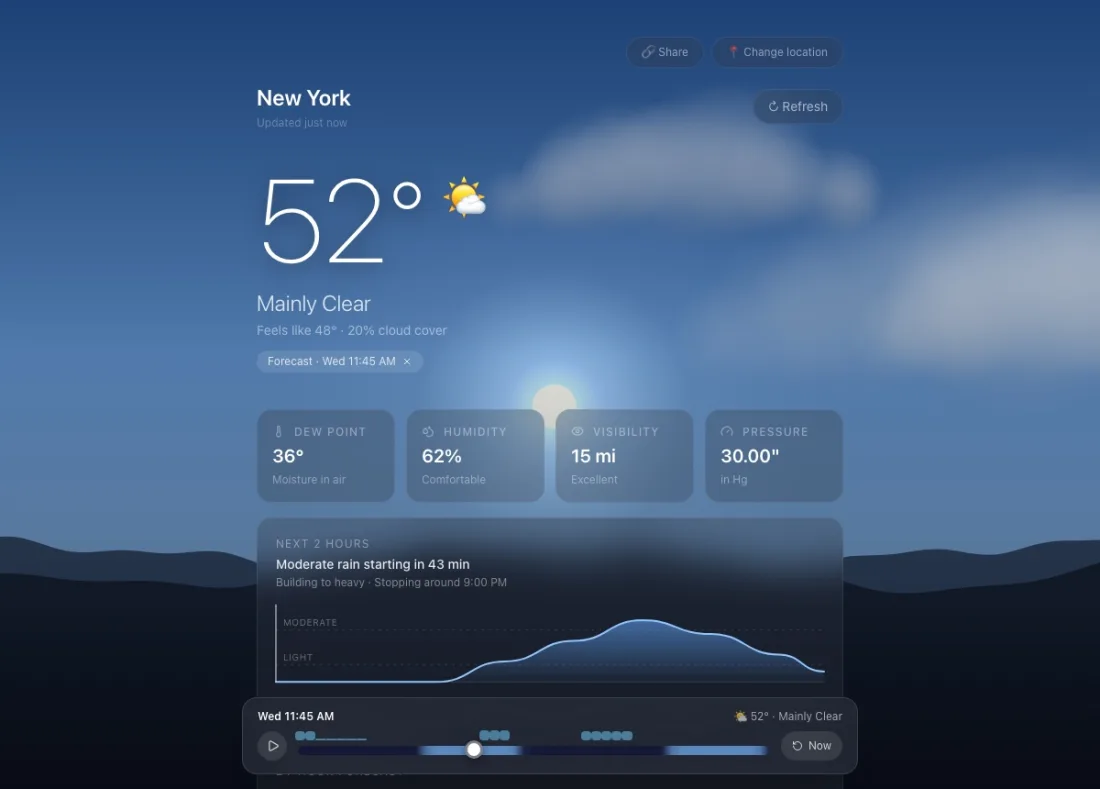 Share
Change location
New York
Refresh
Updated just now
52°
Mainly Clear
Feels like 48° · 20% cloud cover
Forecast · Wed 11:45 AM ×
DEW POINT
36°
Moisture in air
HUMIDITY
62%
Comfortable
VISIBILITY
15 mi
Excellent
PRESSURE
30.00"
in Hg
NEXT 2 HOURS
Moderate rain starting in 43 min
Building to heavy · Stopping around 9:00 PM
MODERATE
LIGHT
Wed 11:45 AM
52° · Mainly Clear
Now